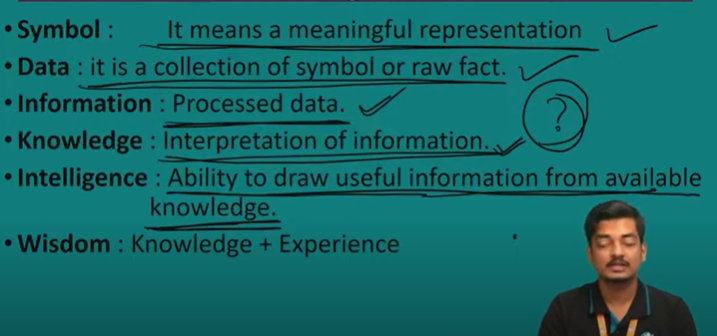 • Symbol : It means a meaningful representation
• Data : it is a collection of symbol or raw fact.
• Information : Processed data.
• Knowledge : Interpretation of information.
?
• Intelligence : Ability to draw useful information from available
knowledge.
• Wisdom : Knowledge + Experience